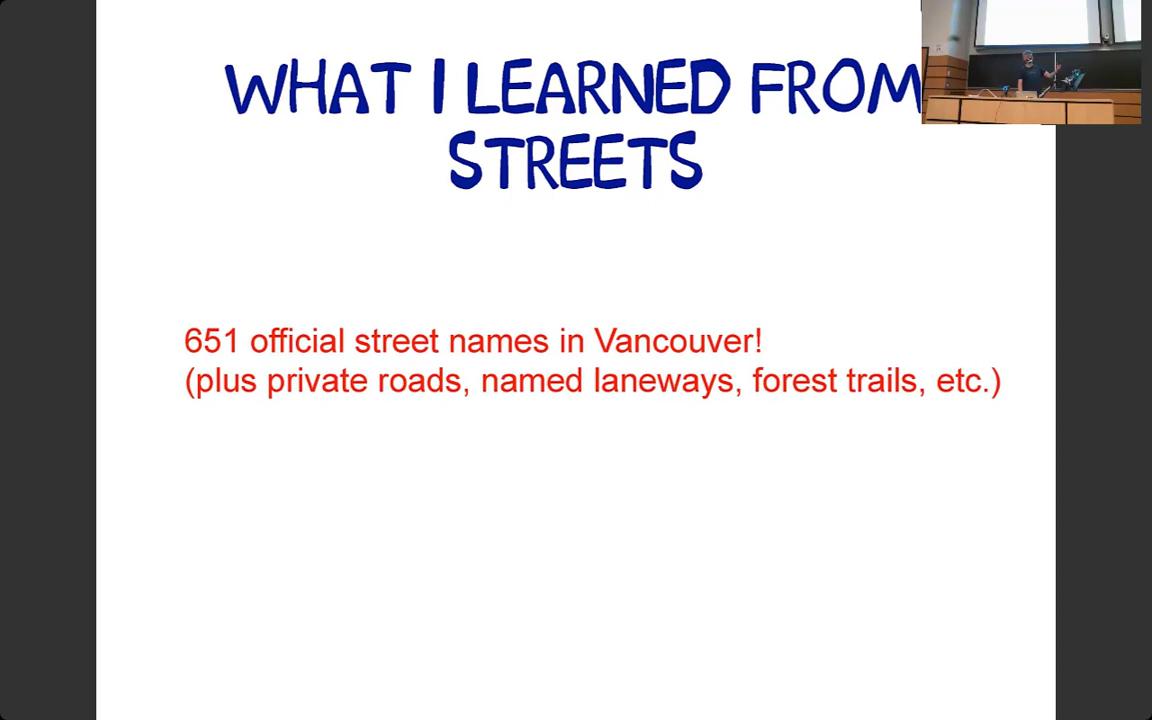 WHAT I LEARNED FROM
STREETS
651 official street names in Vancouver!
(plus private roads, named laneways, forest trails, etc.)